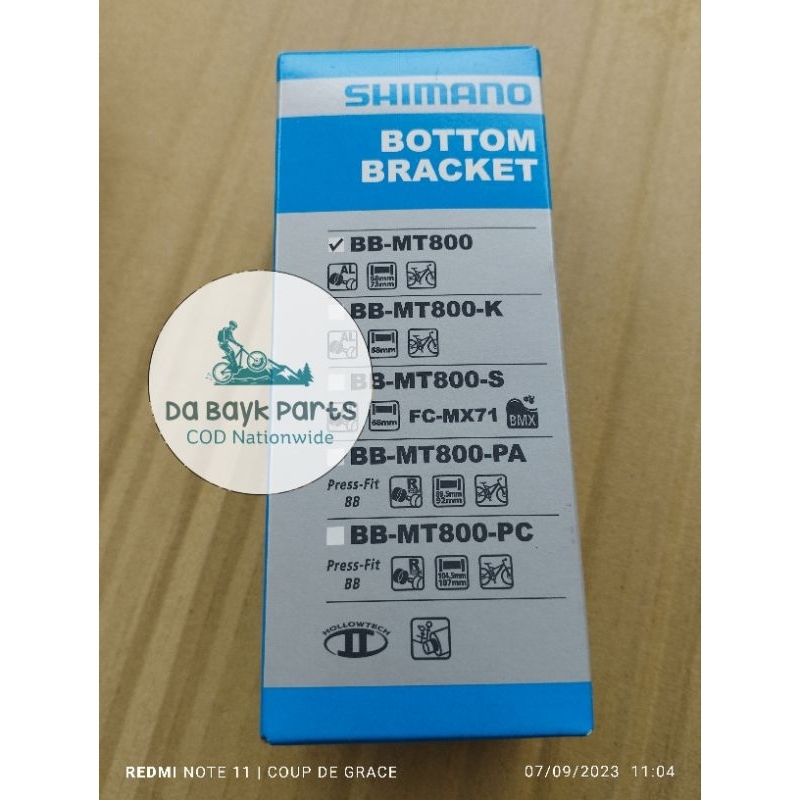 SHIMANO
BOTTOM
BRACKET
BB-MT800
AL
68mm
73mm
BB-MT800-K
AL
68mm
BB-MT800-S
68mm
FC-MX71
BMX
BB-MT800-PA
Press-Fit
BB
R
89.5mm
92mm
BB-MT800-PC
Press-Fit
BB
R
104.5mm
107mm
HOLLOWTECH
II
Da Bayk Parts
COD Nationwide
REDMI NOTE 11 | COUP DE GRACE
07/09/2023 11:04